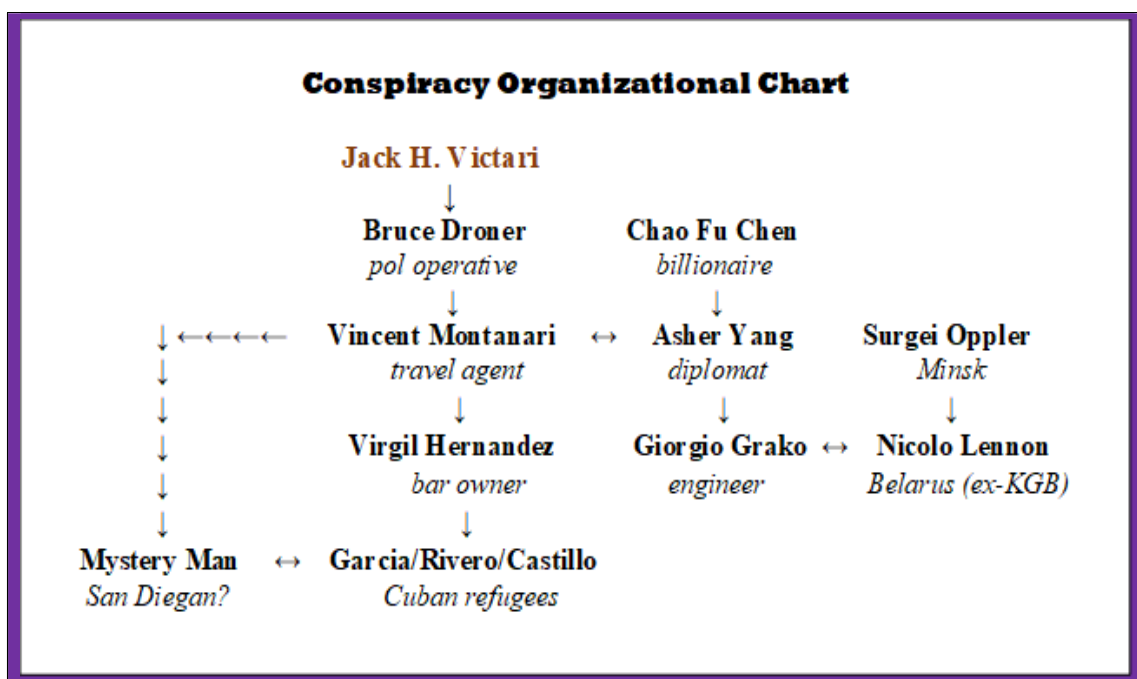 Conspiracy Organizational Chart
Jack H. Victari
↓
Bruce Droner Chao Fu Chen
pol operative billionaire
↓ ↓
↓ ←←←← Vincent Montanari ↔ Asher Yang Surgei Oppler
↓ travel agent diplomat Minsk
↓ ↓ ↓ ↓
↓ Virgil Hernandez Giorgio Grako ↔ Nicolo Lennon
↓ bar owner engineer Belarus (ex-KGB)
↓ ↓
Mystery Man ↔ Garcia/Rivero/Castillo
San Diegan? Cuban refugees